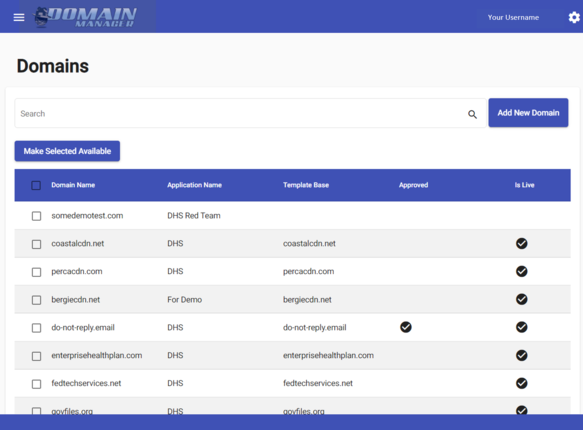 DOMAIN
MANAGER
Your Username
Domains
Search
Add New Domain
Make Selected Available
Domain Name Application Name Template Base Approved Is Live
somedemotest.com DHS Red Team
coastalcdn.net DHS coastalcdn.net
percacdn.com DHS percacdn.com
bergiecdn.net For Demo bergiecdn.net
do-not-reply.email DHS do-not-reply.email
enterprisehealthplan.com DHS enterprisehealthplan.com
fedtechservices.net DHS fedtechservices.net
govfiles.org DHS govfiles.org